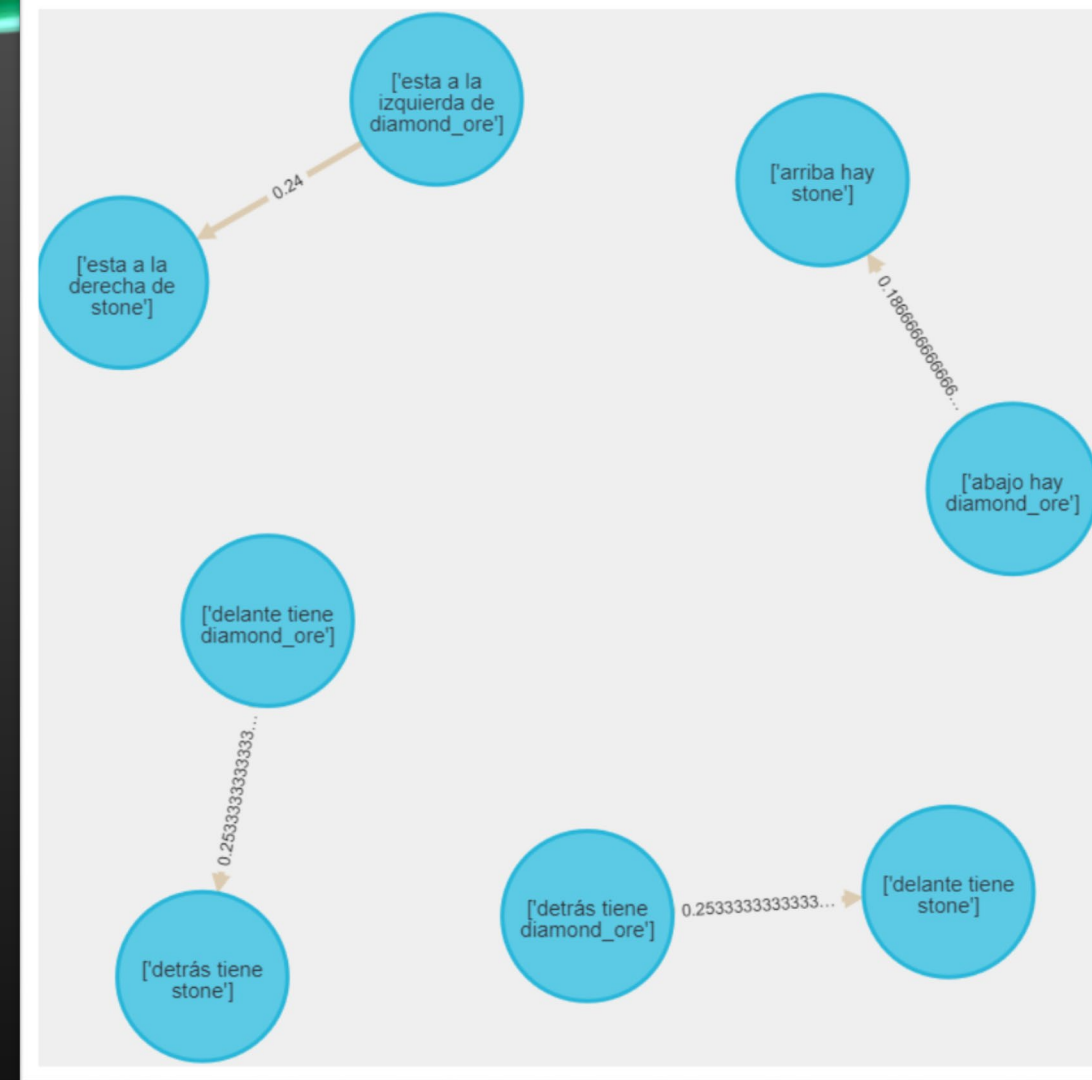 ['esta a la
izquierda de
diamond_ore']
0.24
['esta a la
derecha de
stone']
['arriba hay
stone']
0.1866666666666...
['abajo hay
diamond_ore']
['delante tiene
diamond_ore']
0.2533333333333...
['detrás tiene
stone']
['detrás tiene
diamond_ore']
0.2533333333333...
['delante tiene
stone']